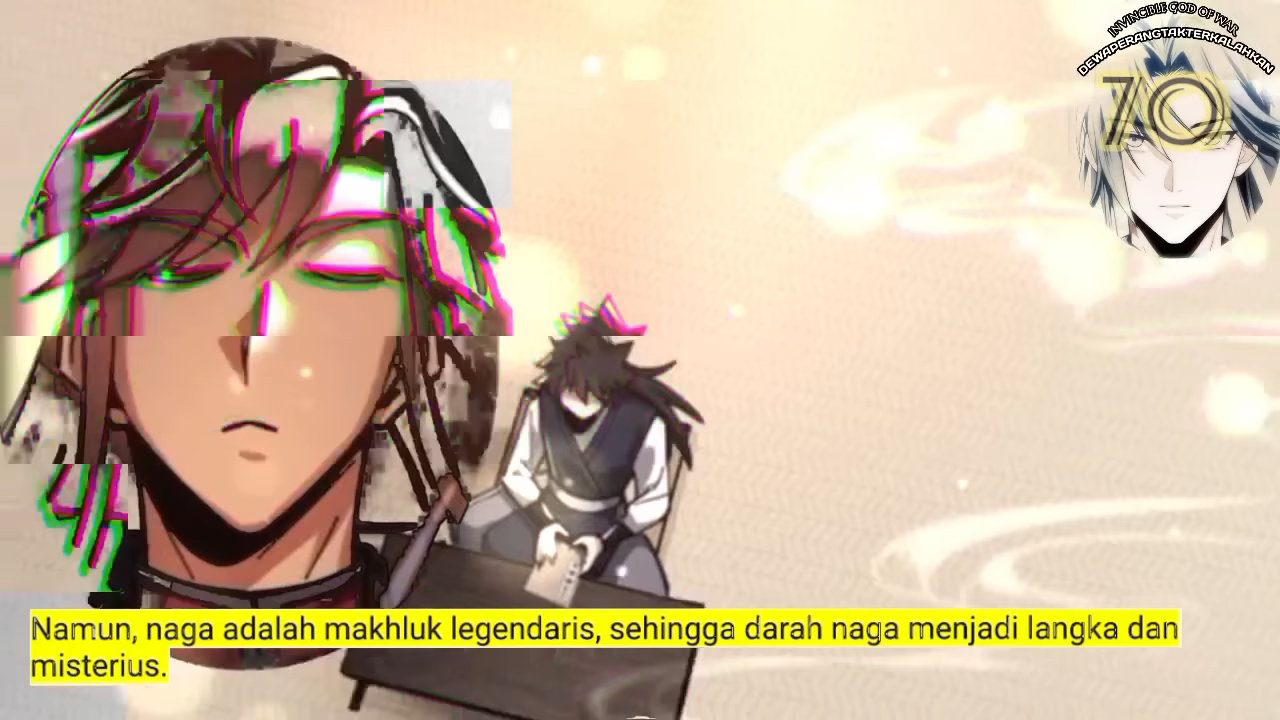 INVINCIBLE GOD OF WAR
DEWAPERANGTAKTERKALAHKAN
70
Namun, naga adalah makhluk legendaris, sehingga darah naga menjadi langka dan
misterius.